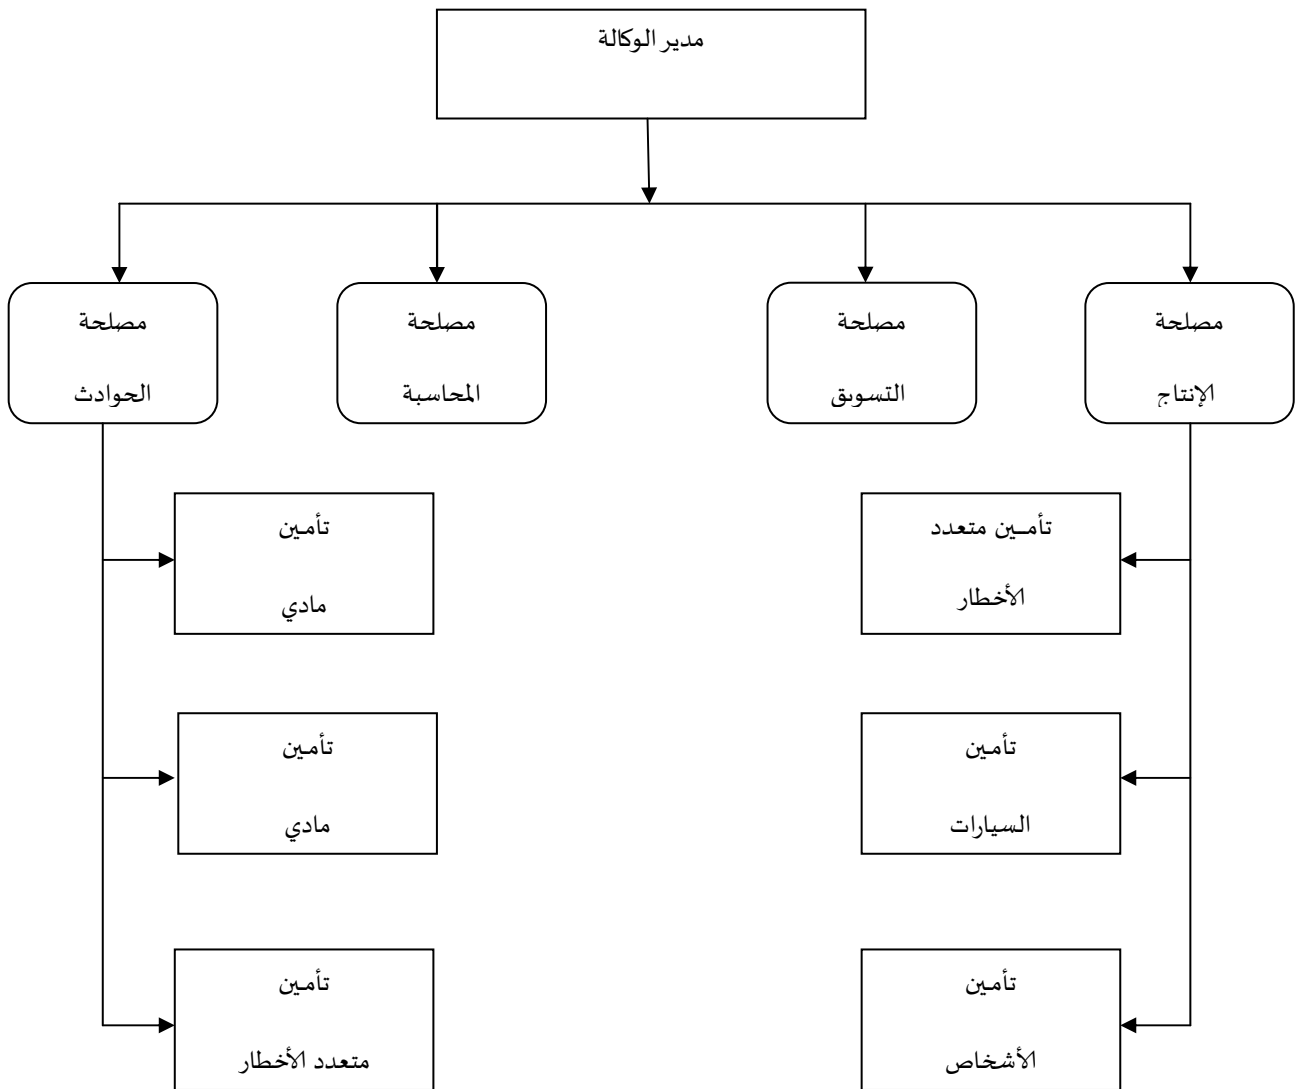 مدير الوكالة
مصلحة
الإنتاج
مصلحة
التسويق
مصلحة
المحاسبة
مصلحة
الحوادث
تأمين متعدد
الأخطار
تأمين
مادي
تأمين
السيارات
تأمين
مادي
تأمين
الأشخاص
تأمين
متعدد الأخطار